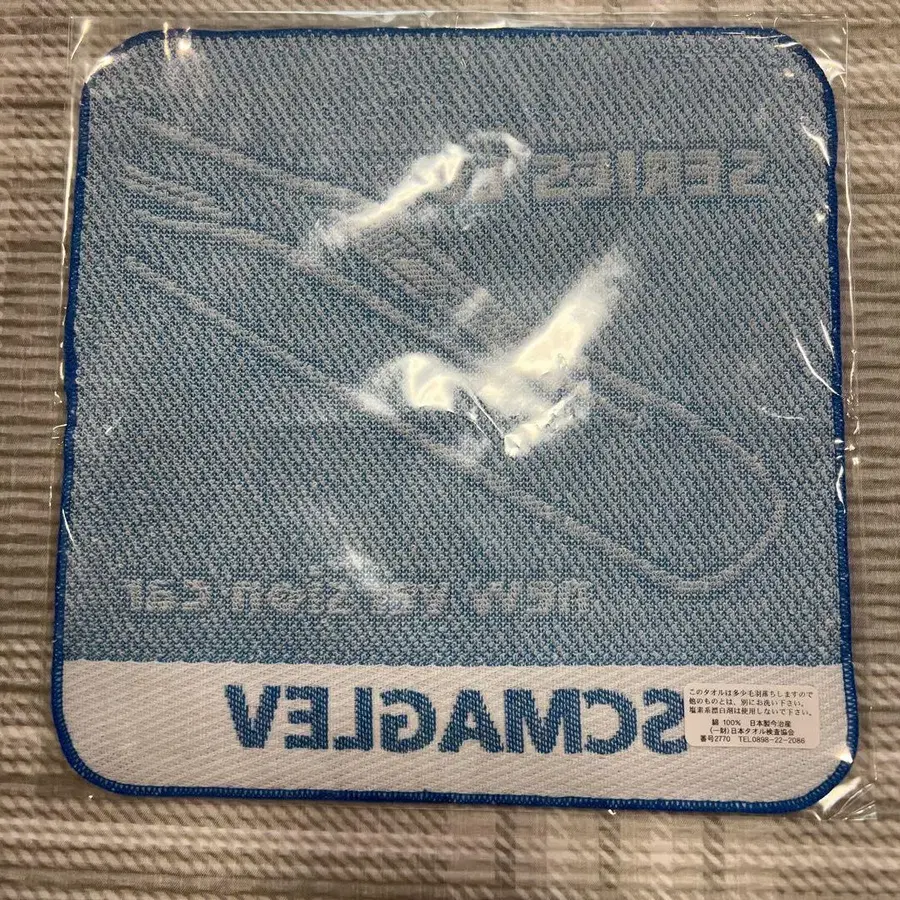 SERIES
new version car
SCMAGLEV
このタオルは多少毛羽落ちしますので
他のものとは、別にお洗い下さい。
塩素系漂白剤は使用しないで下さい。
綿 100% 日本製今治産
(一財)日本タオル検査協会
番号2770 TEL0898-22-2086